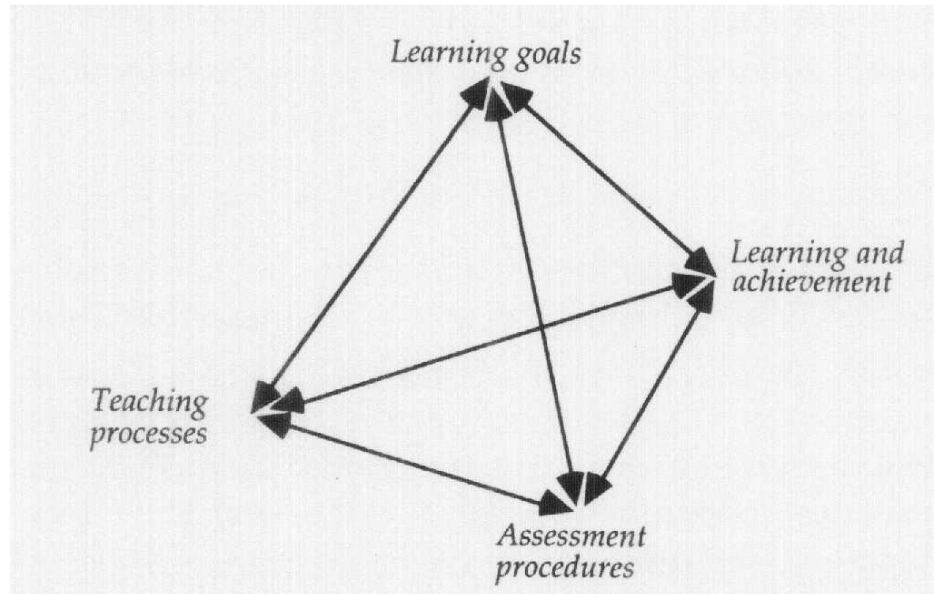 Learning goals
Learning and
achievement
Teaching
processes
Assessment
procedures